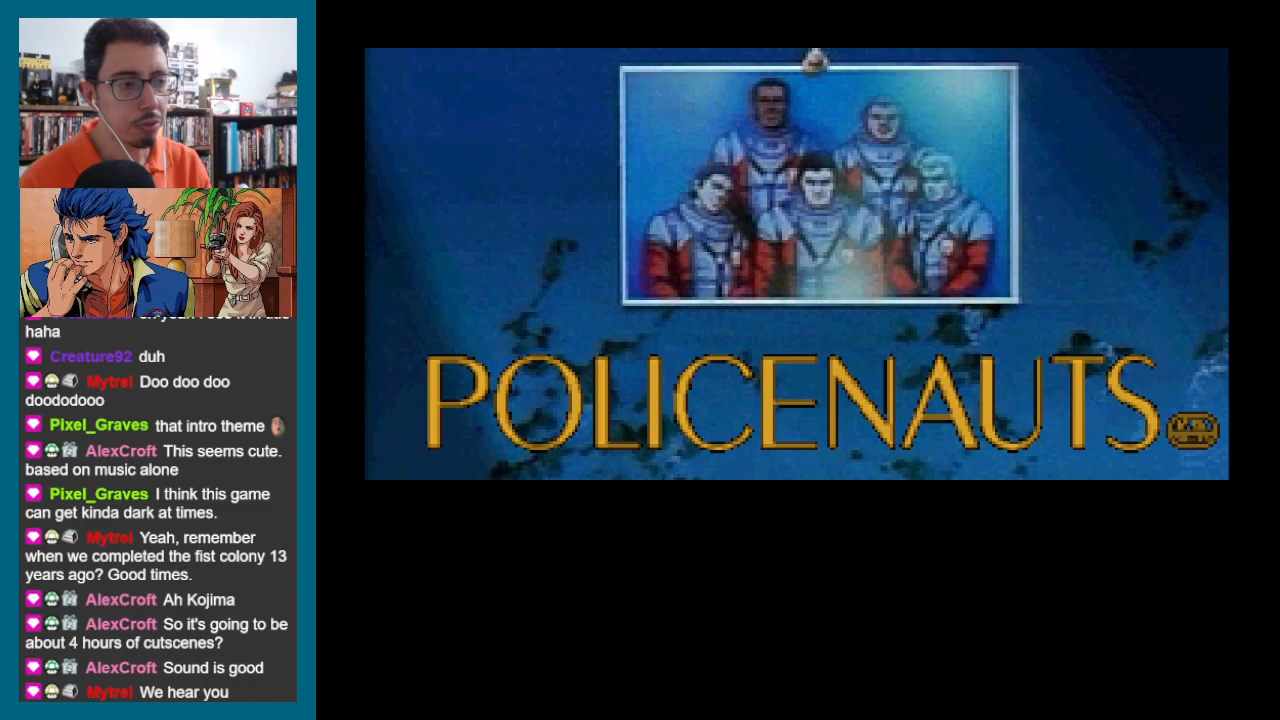 haha
Creature92 duh
Mytrel Doo doo doo
doododooo
Pixel_Graves that intro theme
AlexCroft This seems cute.
based on music alone
Pixel_Graves I think this game
can get kinda dark at times.
Mytrel Yeah, remember
when we completed the fist colony 13
years ago? Good times.
AlexCroft Ah Kojima
AlexCroft So it's going to be
about 4 hours of cutscenes?
AlexCroft Sound is good
Mytrel We hear you
POLICENAUTS